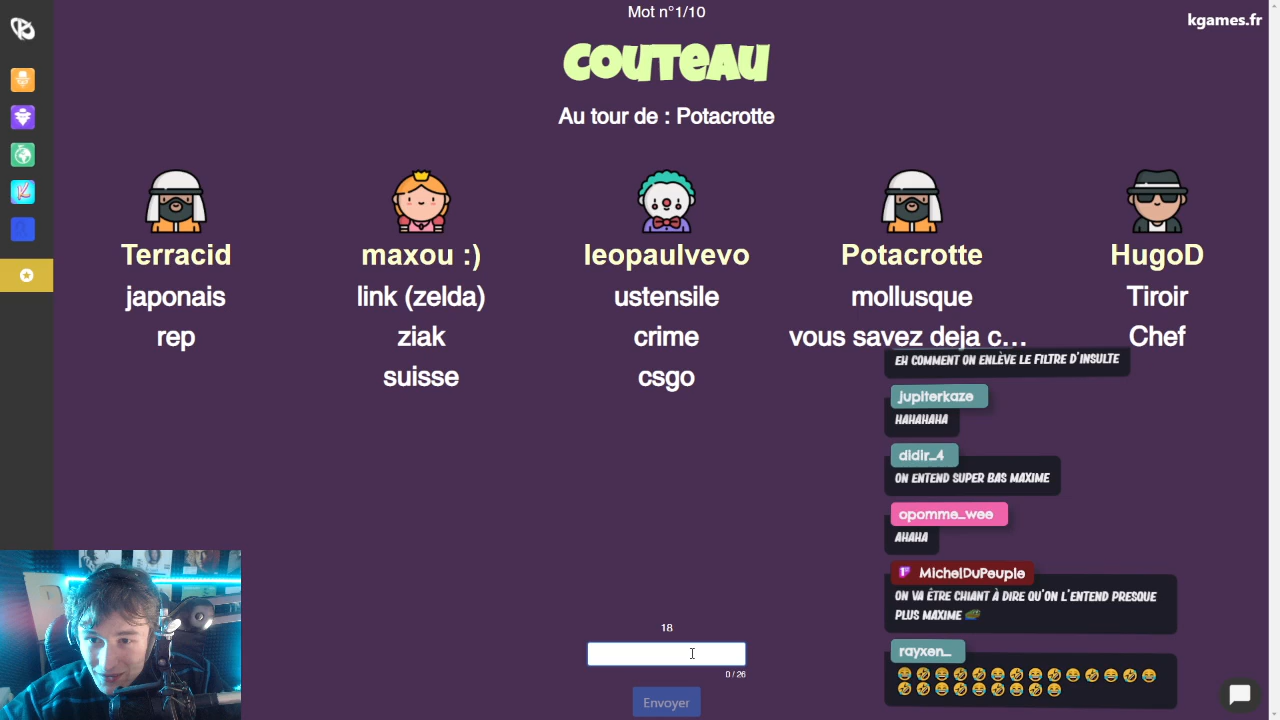 Mot n°1/10
kgames.fr
COUTEAU
Au tour de : Potacrotte
Terracid
japonais
rep
maxou :)
link (zelda)
ziak
suisse
leopaulvevo
ustensile
crime
csgo
Potacrotte
mollusque
vous savez deja c...
HugoD
Tiroir
Chef
EH COMMENT ON ENLÈVE LE FILTRE D'INSULTE
jupiterkaze
HAHAHAHA
didir_4
ON ENTEND SUPER BAS MAXIME
opomme_wee
AHAHA
MichelDuPeuple
ON VA ÊTRE CHIANT À DIRE QU'ON L'ENTEND PRESQUE
PLUS MAXIME
rayxen_
18
0 / 26
Envoyer